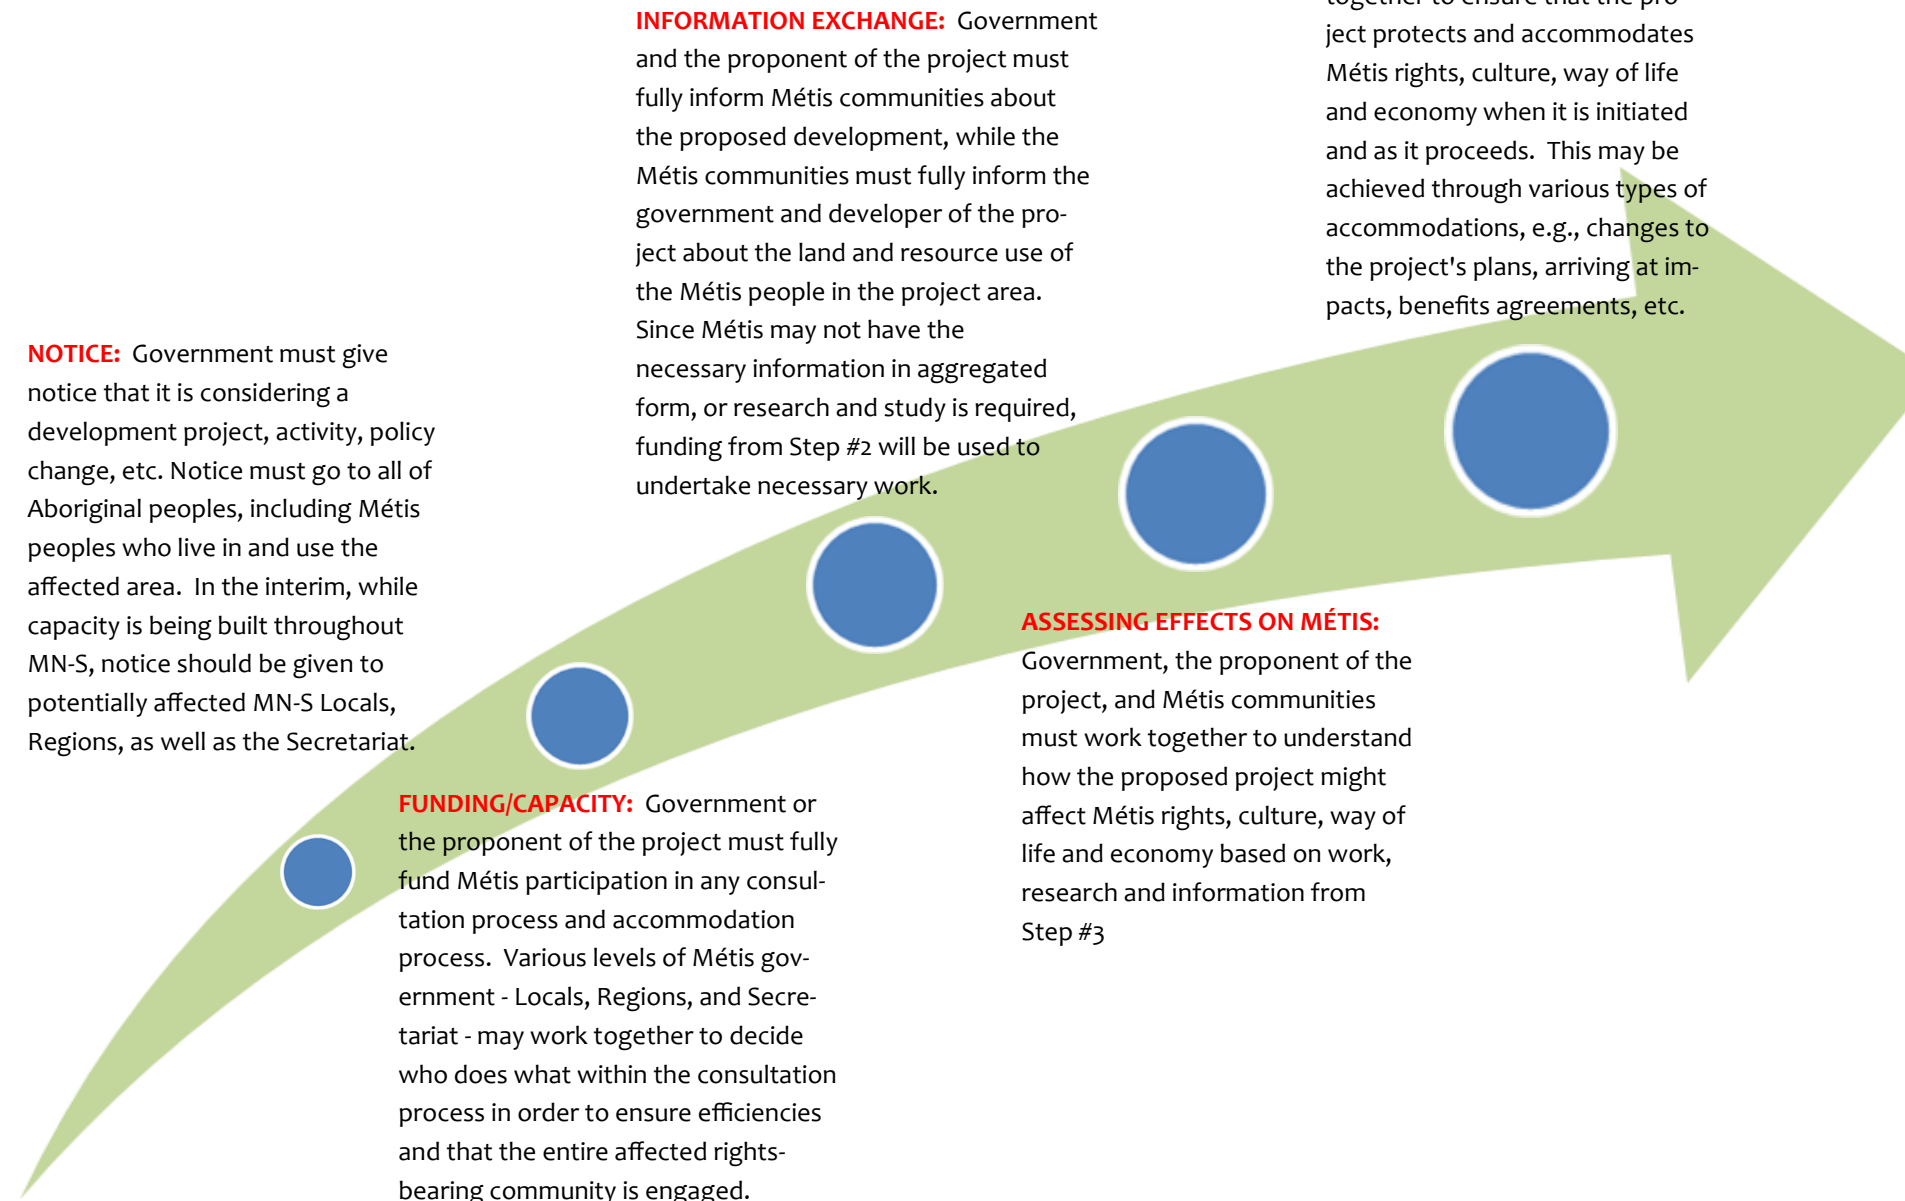 NOTICE: Government must give
notice that it is considering a
development project, activity, policy
change, etc. Notice must go to all of
Aboriginal peoples, including Métis
peoples who live in and use the
affected area. In the interim, while
capacity is being built throughout
MN-S, notice should be given to
potentially affected MN-S Locals,
Regions, as well as the Secretariat.
FUNDING/CAPACITY: Government or
the proponent of the project must fully
fund Métis participation in any consul-
tation process and accommodation
process. Various levels of Métis gov-
ernment - Locals, Regions, and Secre-
tariat - may work together to decide
who does what within the consultation
process in order to ensure efficiencies
and that the entire affected rights-
bearing community is engaged.
INFORMATION EXCHANGE: Government
and the proponent of the project must
fully inform Métis communities about
the proposed development, while the
Métis communities must fully inform the
government and developer of the pro-
ject about the land and resource use of
the Métis people in the project area.
Since Métis may not have the
necessary information in aggregated
form, or research and study is required,
funding from Step #2 will be used to
undertake necessary work.
ASSESSING EFFECTS ON MÉTIS:
Government, the proponent of the
project, and Métis communities
must work together to understand
how the proposed project might
affect Métis rights, culture, way of
life and economy based on work,
research and information from
Step #3
together to ensure that the pro-
ject protects and accommodates
Métis rights, culture, way of life
and economy when it is initiated
and as it proceeds. This may be
achieved through various types of
accommodations, e.g., changes to
the project's plans, arriving at im-
pacts, benefits agreements, etc.